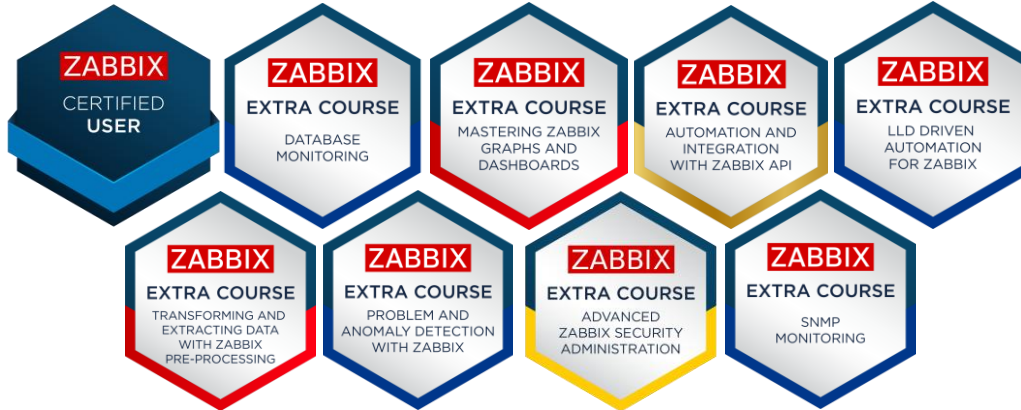 ZABBIX
CERTIFIED
USER
ZABBIX
EXTRA COURSE
DATABASE
MONITORING
ZABBIX
EXTRA COURSE
MASTERING ZABBIX
GRAPHS AND
DASHBOARDS
ZABBIX
EXTRA COURSE
AUTOMATION AND
INTEGRATION
WITH ZABBIX API
ZABBIX
EXTRA COURSE
LLD DRIVEN
AUTOMATION
FOR ZABBIX
ZABBIX
EXTRA COURSE
TRANSFORMING AND
EXTRACTING DATA
WITH ZABBIX
PRE-PROCESSING
ZABBIX
EXTRA COURSE
PROBLEM AND
ANOMALY DETECTION
WITH ZABBIX
ZABBIX
EXTRA COURSE
ADVANCED
ZABBIX SECURITY
ADMINISTRATION
ZABBIX
EXTRA COURSE
SNMP
MONITORING